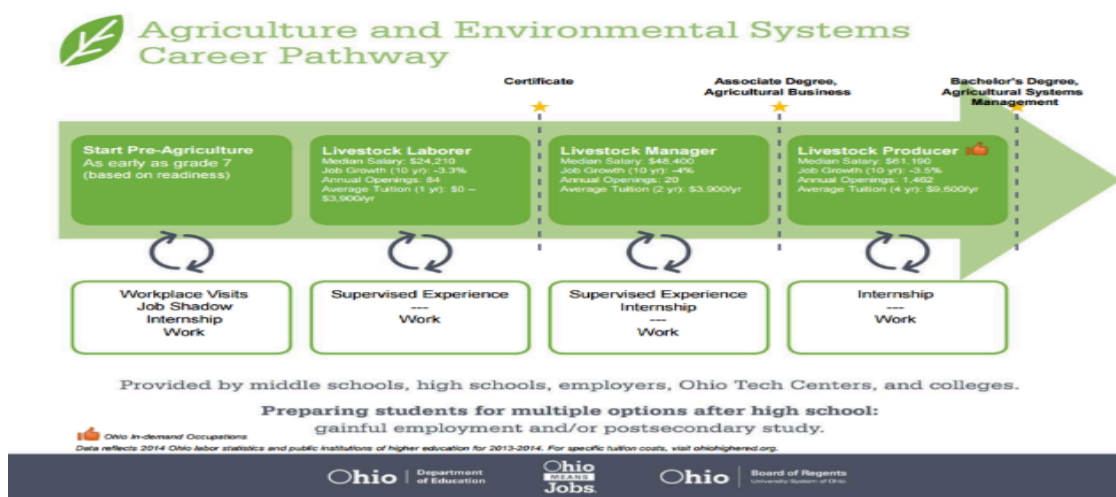 Agriculture and Environmental Systems
Career Pathway
Certificate
Associate Degree,
Agricultural Business
Bachelor's Degree,
Agricultural Systems
Management
Start Pre-Agriculture
As early as grade 7
(based on readiness)
Livestock Laborer
Median Salary: $24,210
Job Growth (10 yr): -3.3%
Annual Openings: 84
Average Tuition (1 yr): $0 –
$3,900/yr
Livestock Manager
Median Salary: $48,400
Job Growth (10 yr): -4%
Annual Openings: 20
Average Tuition (2 yr): $3,900/yr
Livestock Producer
Median Salary: $61,190
Job Growth (10 yr): -3.5%
Annual Openings: 1,462
Average Tuition (4 yr): $9,600/yr
Workplace Visits
Job Shadow
Internship
Work
Supervised Experience
---
Work
Supervised Experience
Internship
---
Work
Internship
---
Work
Provided by middle schools, high schools, employers, Ohio Tech Centers, and colleges.
Preparing students for multiple options after high school:
gainful employment and/or postsecondary study.
Ohio In-demand Occupations
Data reflects 2014 Ohio labor statistics and public institutions of higher education for 2013-2014. For specific tuition costs, visit ohiohighered.org.
Ohio | Department
of Education
Ohio
MEANS
Jobs
Ohio | Board of Regents
University System of Ohio